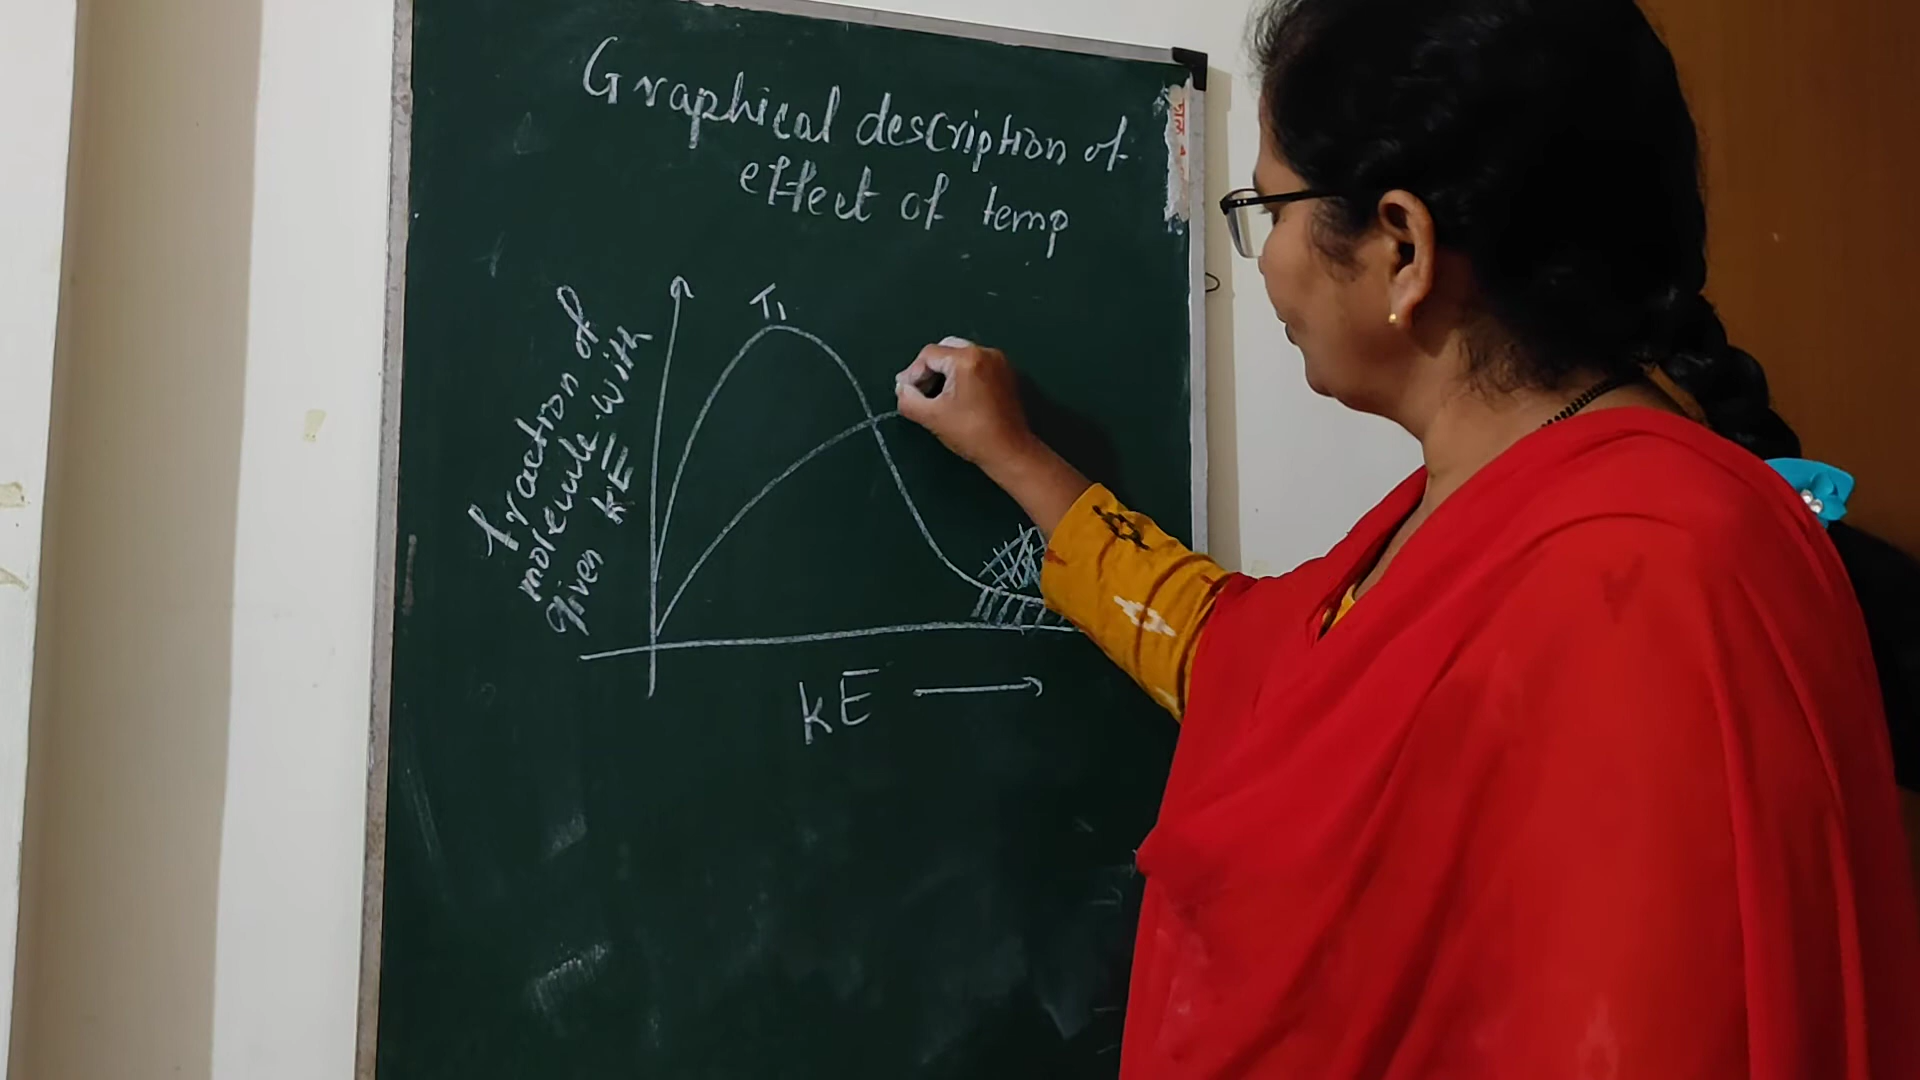 Graphical description of
effect of temp
T1
fraction of
molecule with
given KE
KE